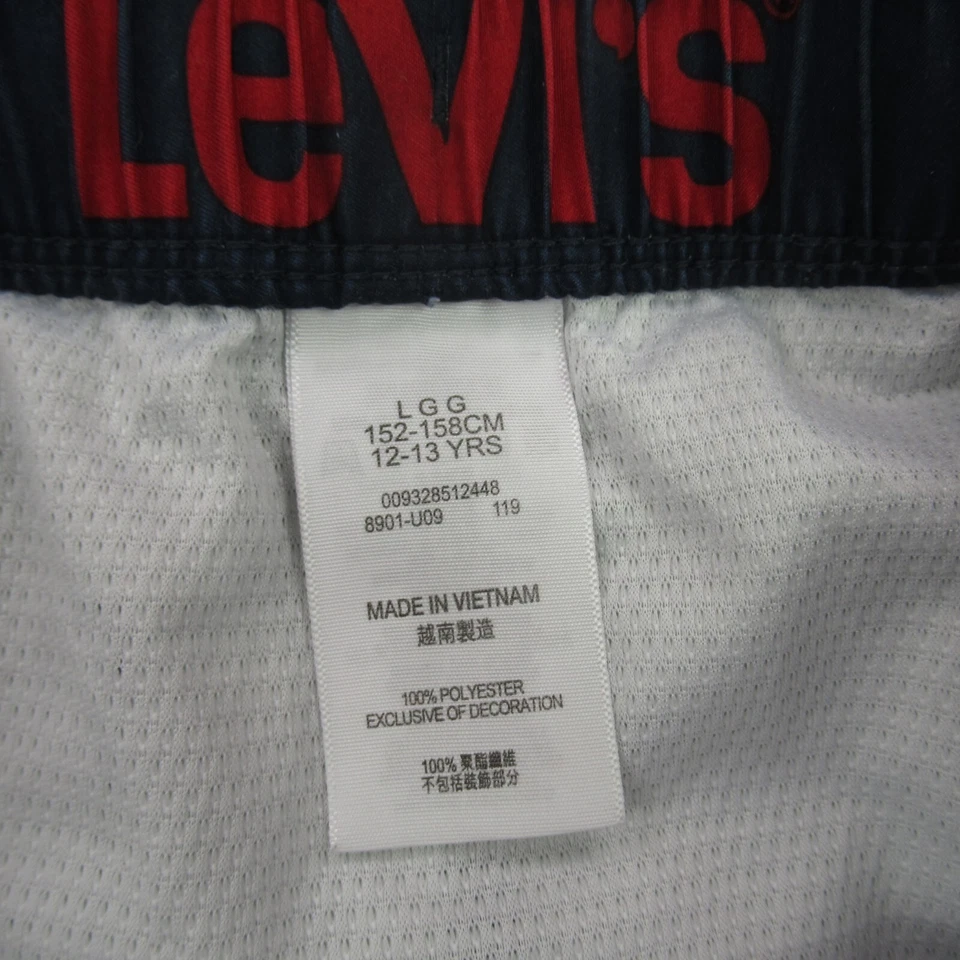 Levi's®
L G G
152-158CM
12-13 YRS
009328512448
8901-U09 119
MADE IN VIETNAM
越南製造
100% POLYESTER
EXCLUSIVE OF DECORATION
100% 聚酯纖維
不包括裝飾部分